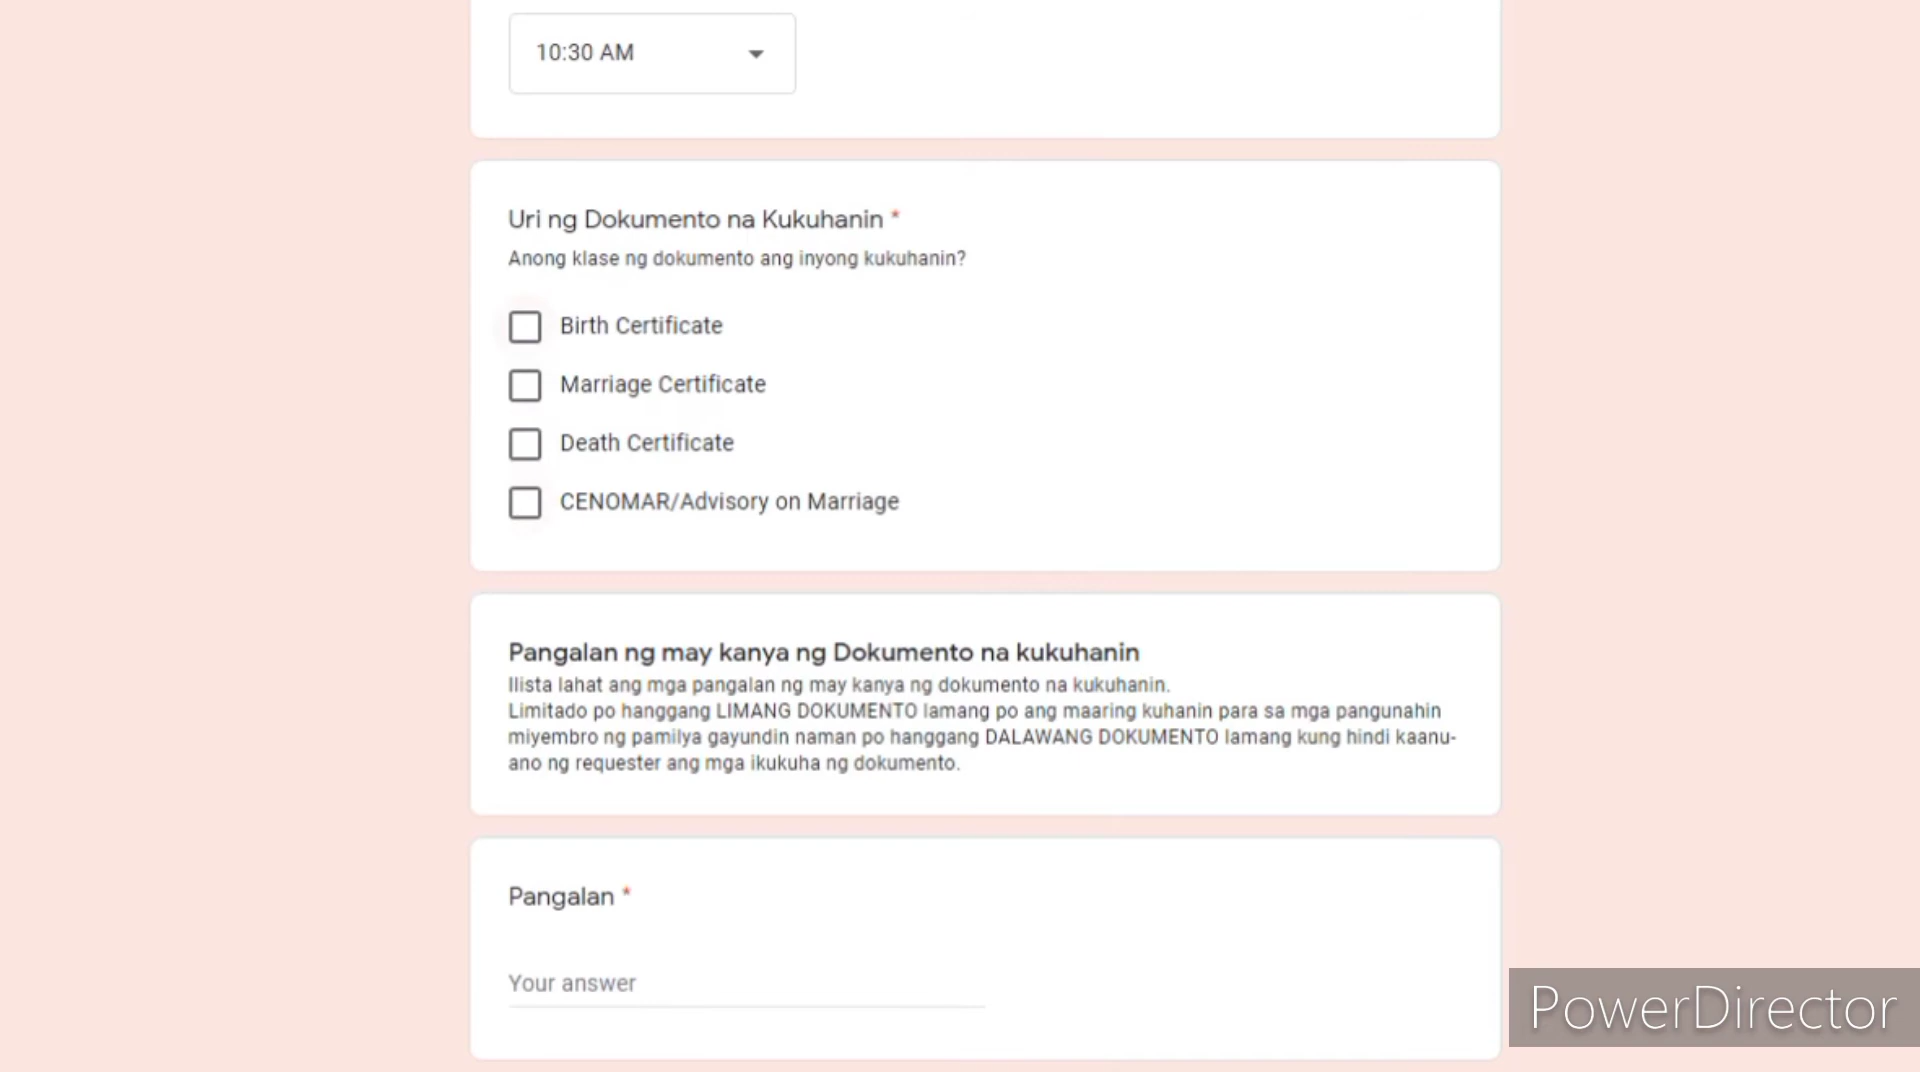 10:30 AM
Uri ng Dokumento na Kukuhanin *
Anong klase ng dokumento ang inyong kukuhanin?
Birth Certificate
Marriage Certificate
Death Certificate
CENOMAR/Advisory on Marriage
Pangalan ng may kanya ng Dokumento na kukuhanin
Ilista lahat ang mga pangalan ng may kanya ng dokumento na kukuhanin.
Limitado po hanggang LIMANG DOKUMENTO lamang po ang maaring kuhanin para sa mga pangunahin
miyembro ng pamilya gayundin naman po hanggang DALAWANG DOKUMENTO lamang kung hindi kaanu-
ano ng requester ang mga ikukuha ng dokumento.
Pangalan *
Your answer
PowerDirector